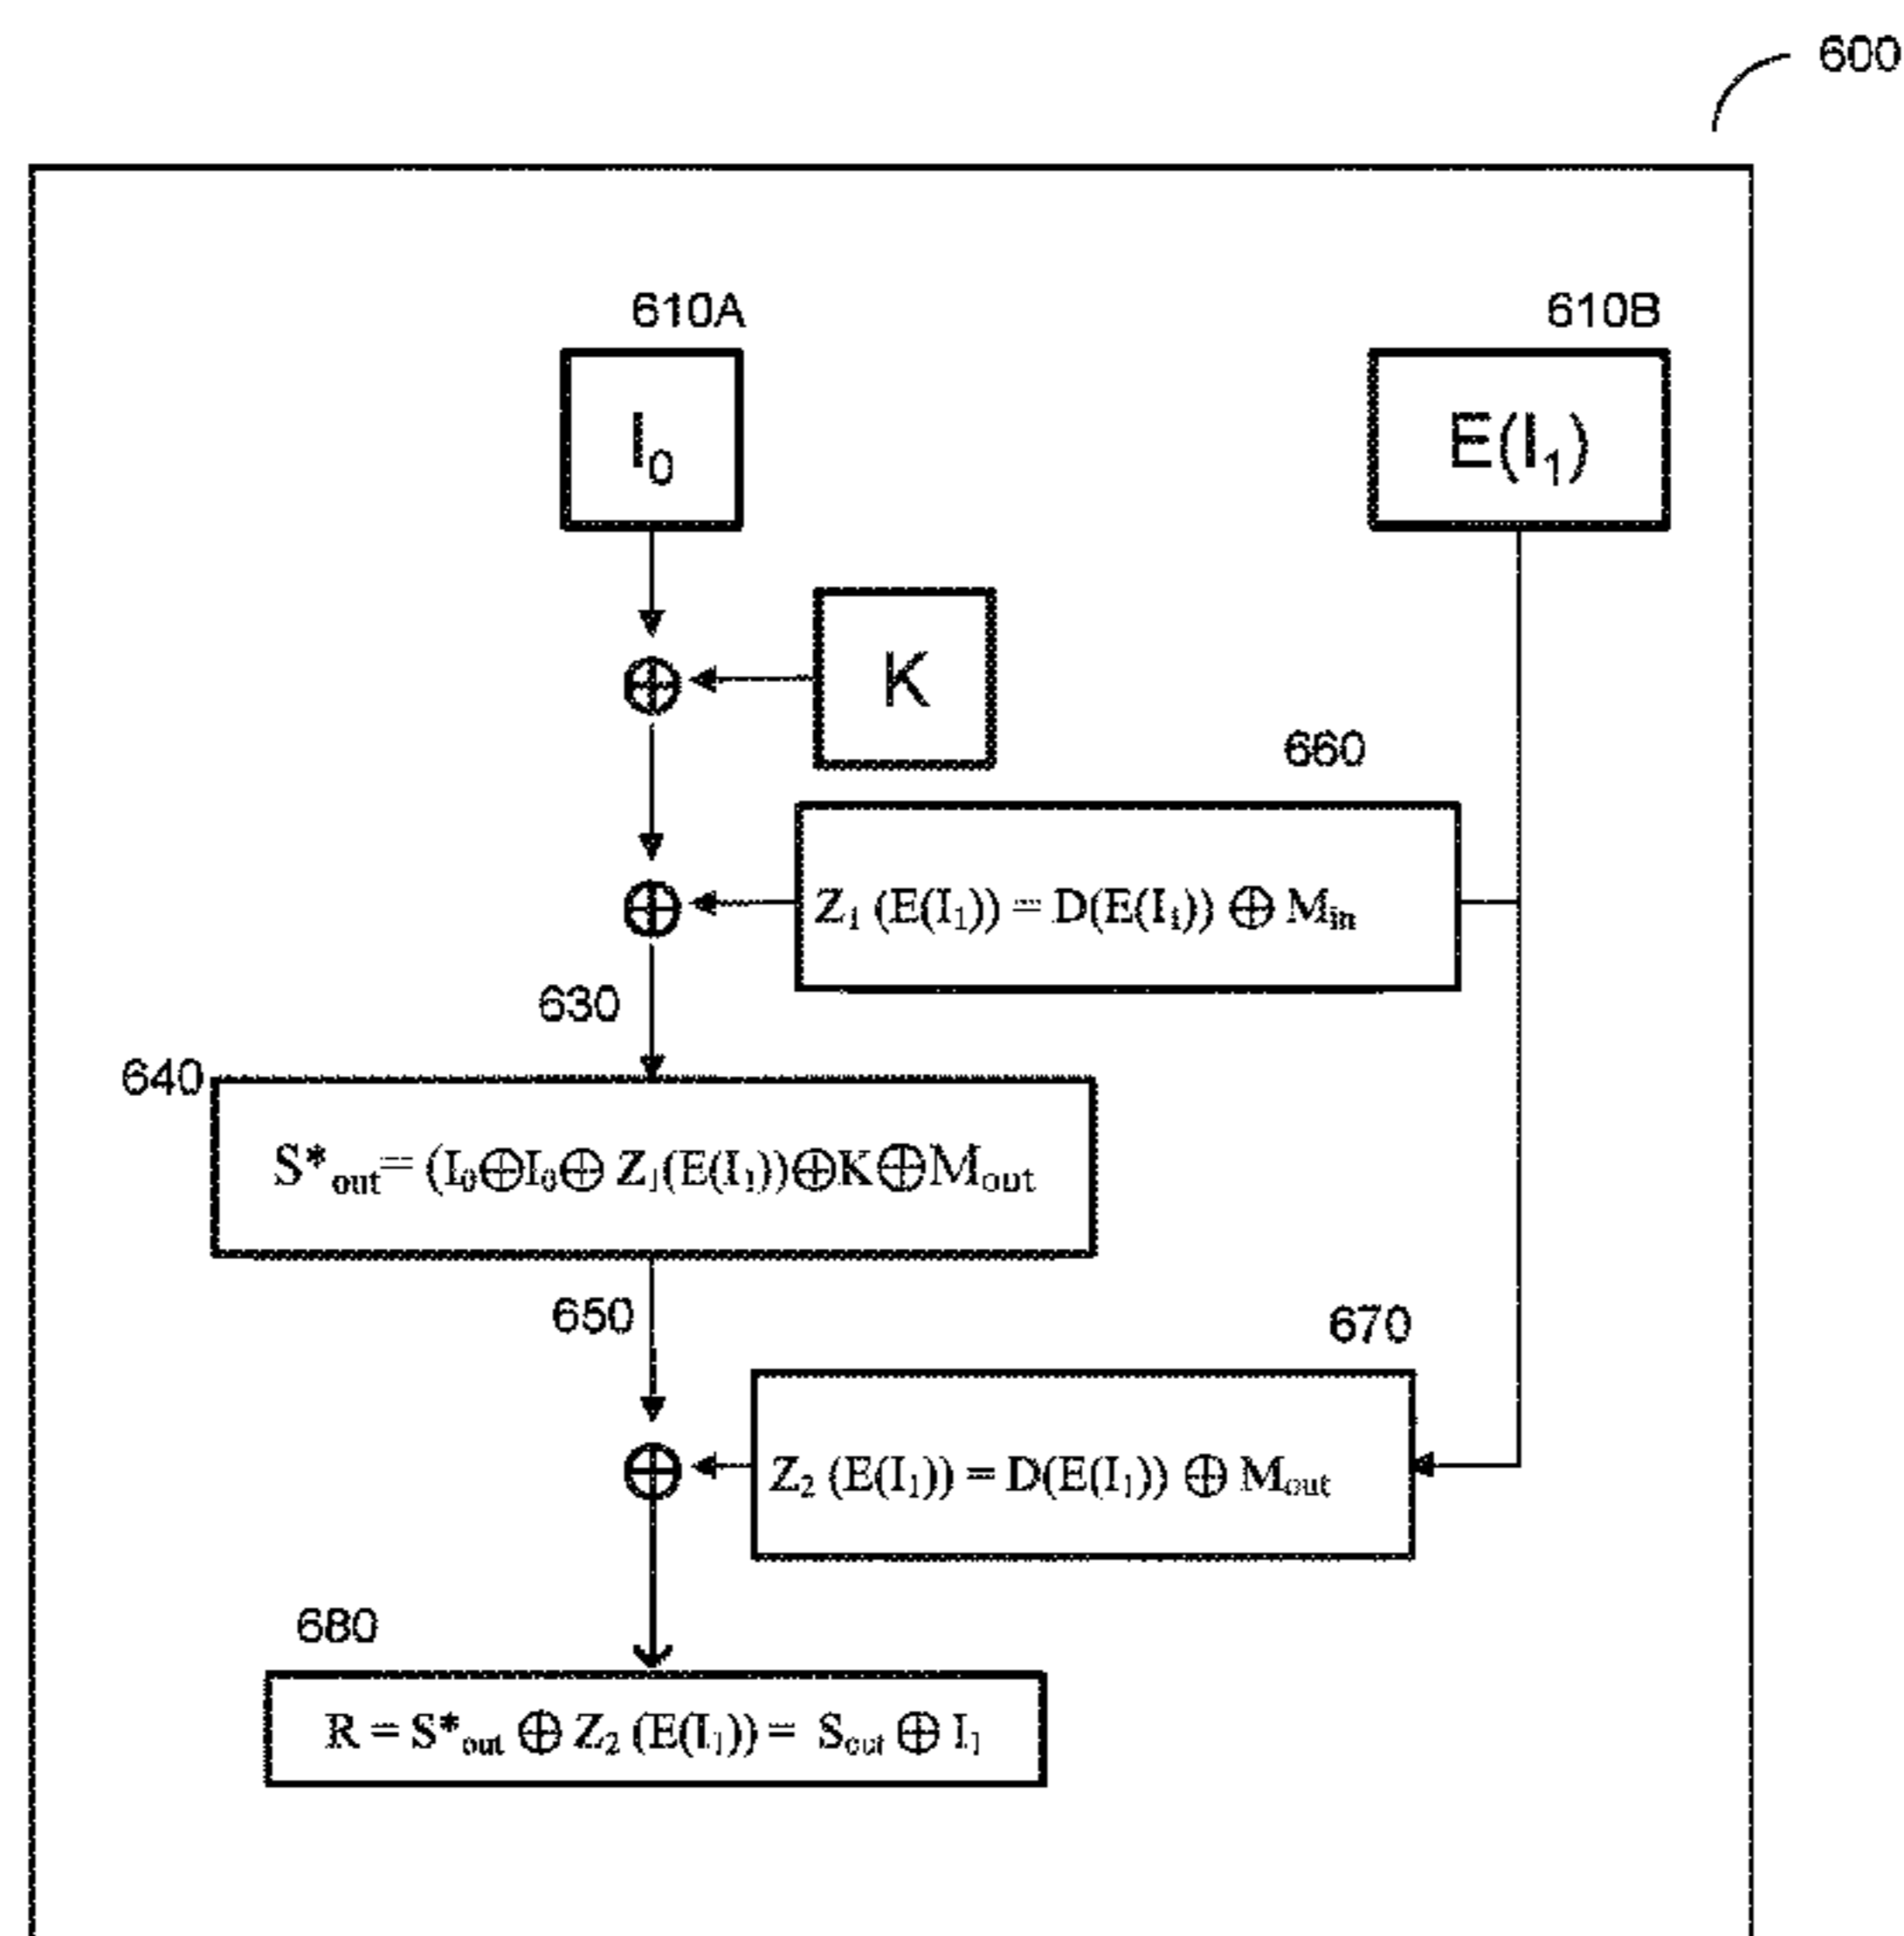 600
610A
610B
I₀
E(I₁)
K
660
Z₁ (E(I₁)) = D(E(I₁)) ⊕ Mᵢₙ
630
640
S*out= (I₀⊕I₀⊕ Z₁(E(I₁))⊕K⊕Mout
650
670
Z₂ (E(I₁)) = D(E(I₁)) ⊕ Mout
680
R = S*out ⊕ Z₂ (E(I₁)) = Sout ⊕ I₁